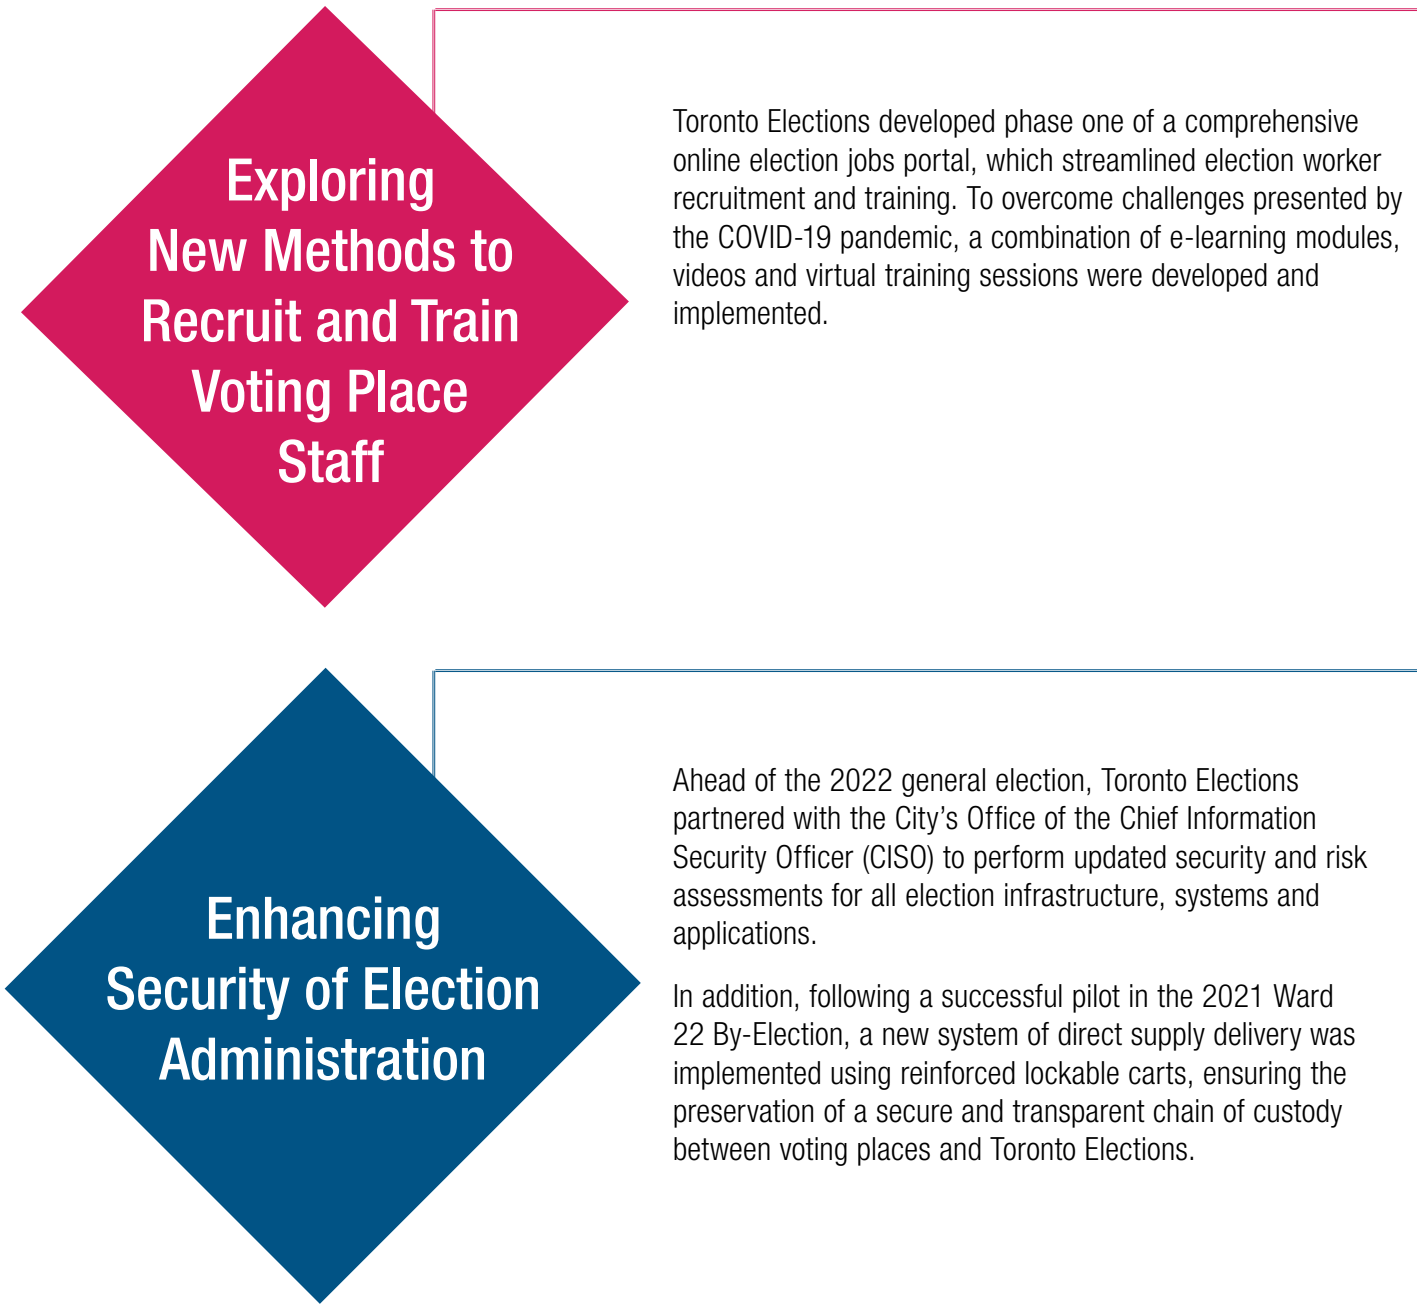 Exploring
New Methods to
Recruit and Train
Voting Place
Staff
Toronto Elections developed phase one of a comprehensive
online election jobs portal, which streamlined election worker
recruitment and training. To overcome challenges presented by
the COVID-19 pandemic, a combination of e-learning modules,
videos and virtual training sessions were developed and
implemented.
Enhancing
Security of Election
Administration
Ahead of the 2022 general election, Toronto Elections
partnered with the City’s Office of the Chief Information
Security Officer (CISO) to perform updated security and risk
assessments for all election infrastructure, systems and
applications.
In addition, following a successful pilot in the 2021 Ward
22 By-Election, a new system of direct supply delivery was
implemented using reinforced lockable carts, ensuring the
preservation of a secure and transparent chain of custody
between voting places and Toronto Elections.